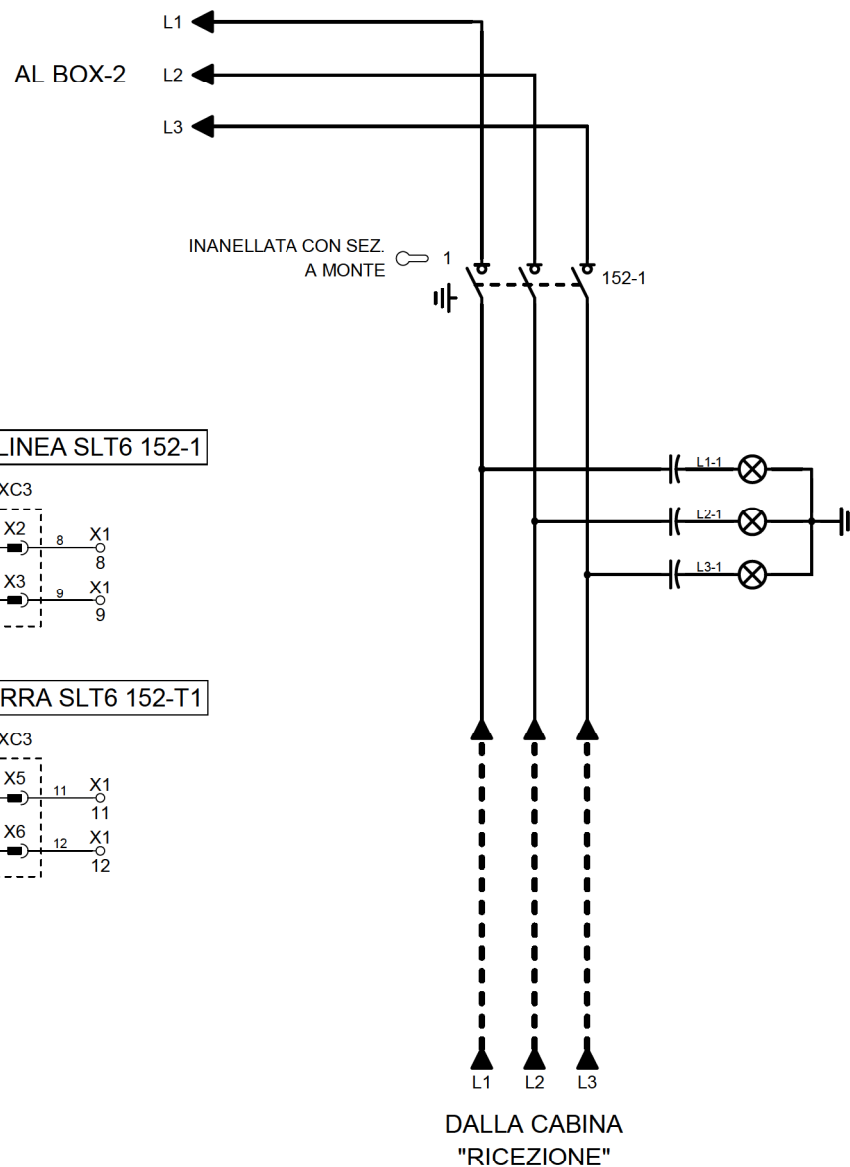 L1
AL BOX-2 L2
L3
INANELLATA CON SEZ.
A MONTE
1
152-1
LINEA SLT6 152-1
XC3
X2 8 X1
8
X3 9 X1
9
L1-1
L2-1
L3-1
RRA SLT6 152-T1
XC3
X5 11 X1
11
X6 12 X1
12
L1 L2 L3
DALLA CABINA
"RICEZIONE"